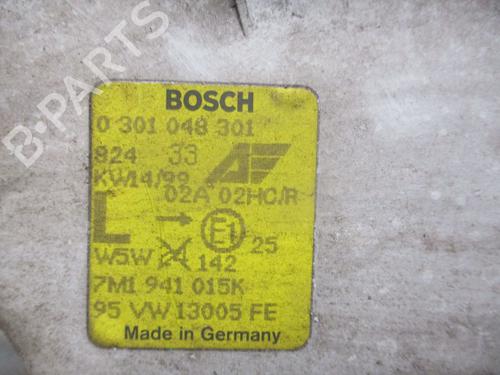 BOSCH
0 301 048 301
824 33
KW14/99
02A 02HC/R
L → E1 25
W5W 24 142
7M1 941 015K
95 VW 13005 FE
Made in Germany
B-PARTS